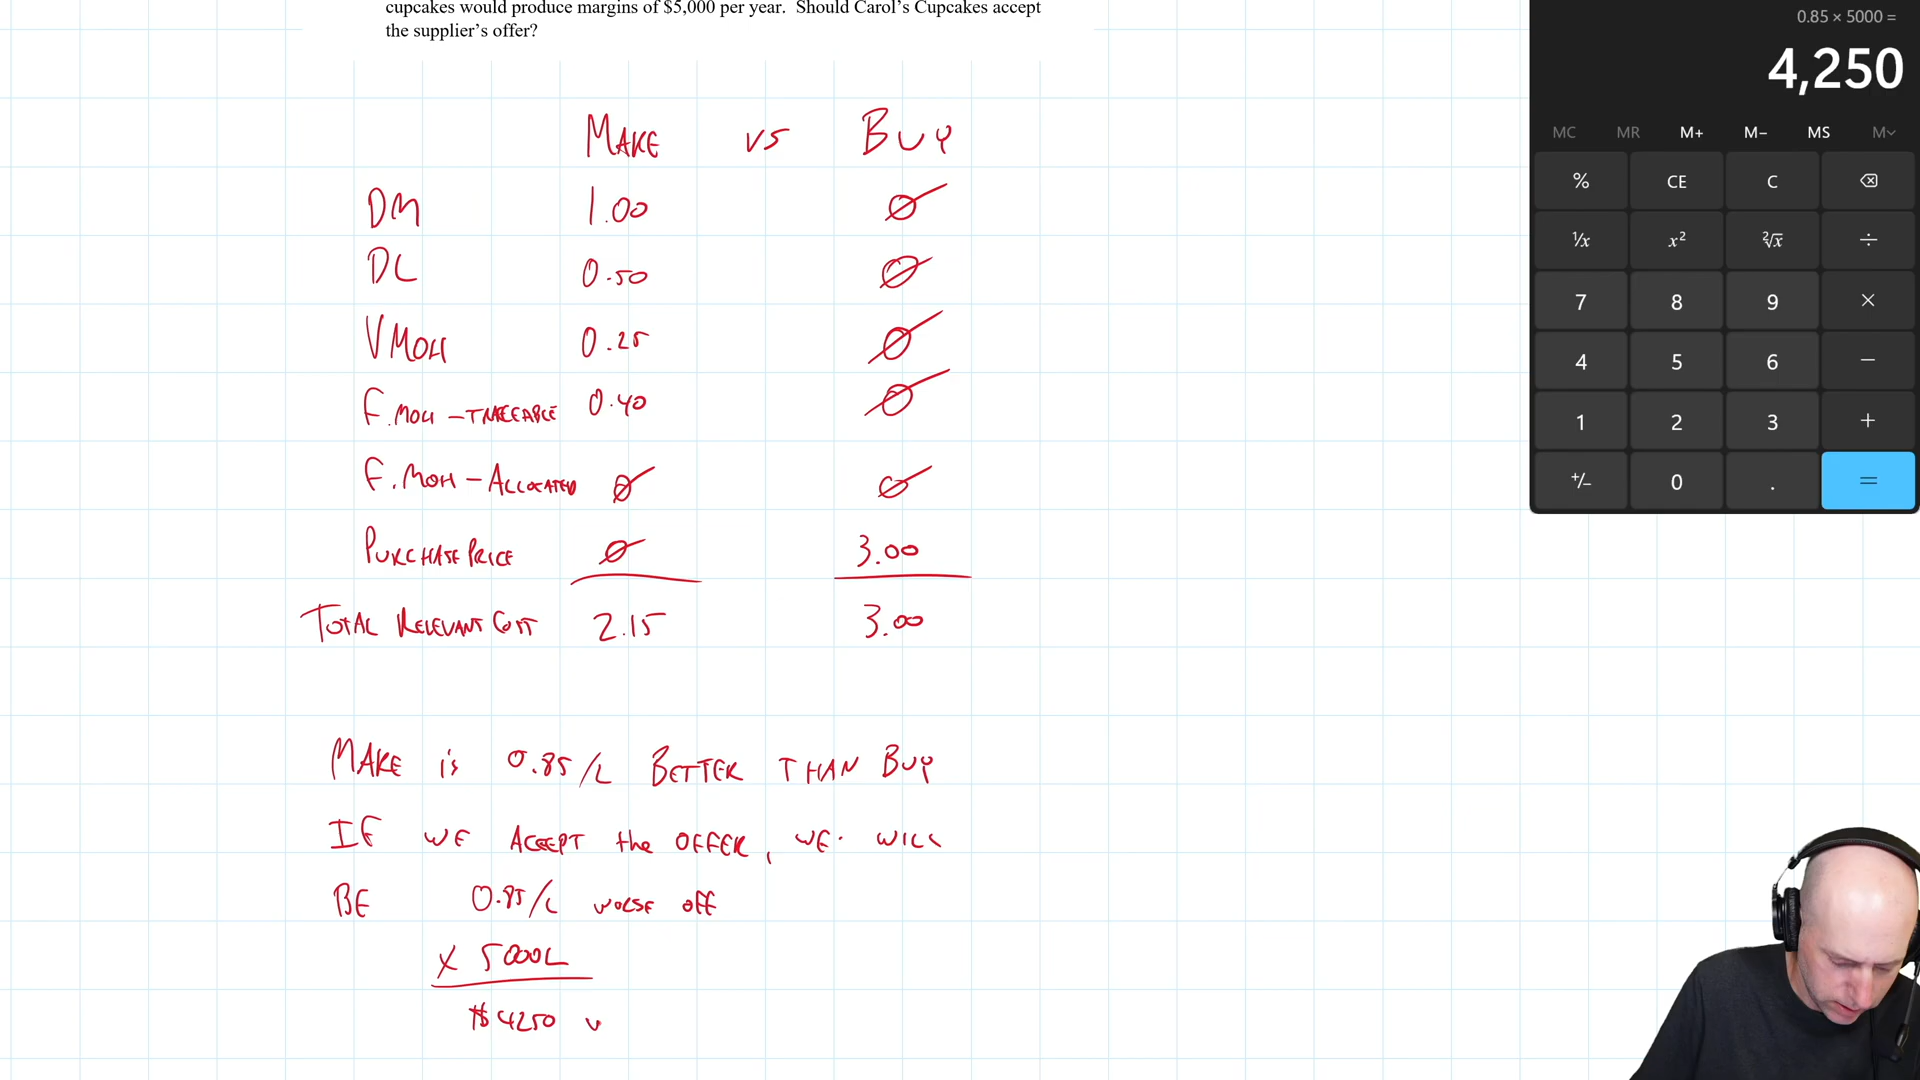 cupcakes would produce margins of $5,000 per year. Should Carol's Cupcakes accept
the supplier's offer?
MAKE vs BUY
DM 1.00 Ø
DL 0.50 Ø
VMOH 0.25 Ø
F.MOH - TRACEABLE 0.40 Ø
F.MOH - ALLOCATED Ø Ø
PURCHASE PRICE Ø 3.00
TOTAL RELEVANT COST 2.15 3.00
MAKE is 0.85/L BETTER THAN BUY
IF WE ACCEPT the OFFER, WE WILL
BE 0.85/L WORSE OFF
X 5000L
$4250 w
0.85 × 5000 =
4,250
MC MR M+ M− MS M˅
% CE C ⌫
¹/x x² ²√x ÷
7 8 9 ×
4 5 6 −
1 2 3 +
+/− 0 . =